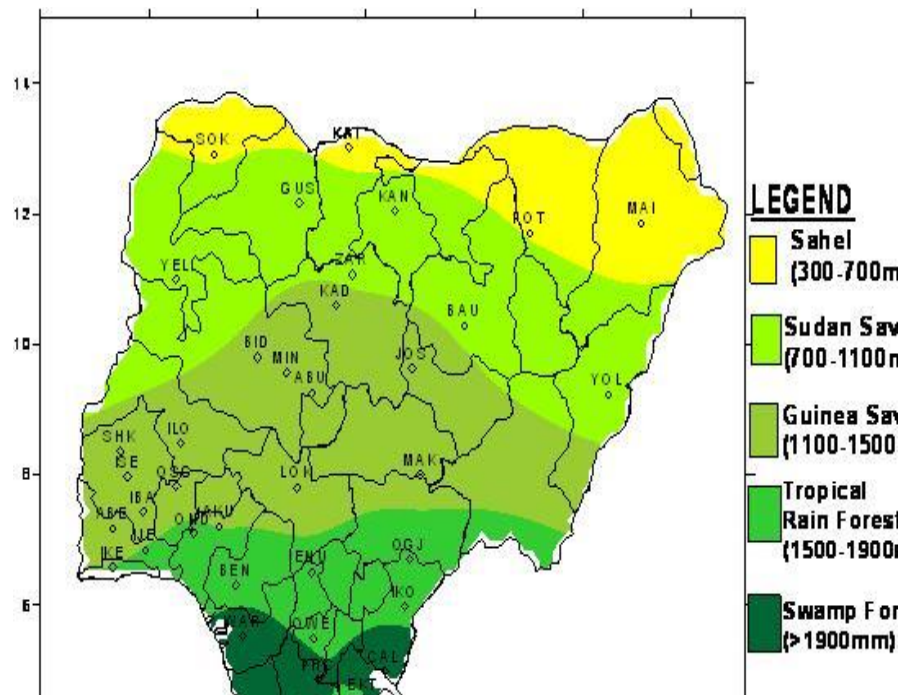 14
SOK
KAT
GUS
KAN
12
POT
MAI
YEL
ZAR
KAD
BAU
10
BID
MIN
JOS
ABU
YOL
SHK
ILO
ISE
OSG
LOK
MAK
8
IBA
ABE
OND
AKU
IJE
IKE
OGJ
BEN
ENU
IKO
6
WAR
OWE
CAL
EKT
LEGEND
Sahel
(300-700m
Sudan Sav
(700-1100m
Guinea Sav
(1100-1500
Tropical
Rain Forest
(1500-1900m
Swamp For
(>1900mm)